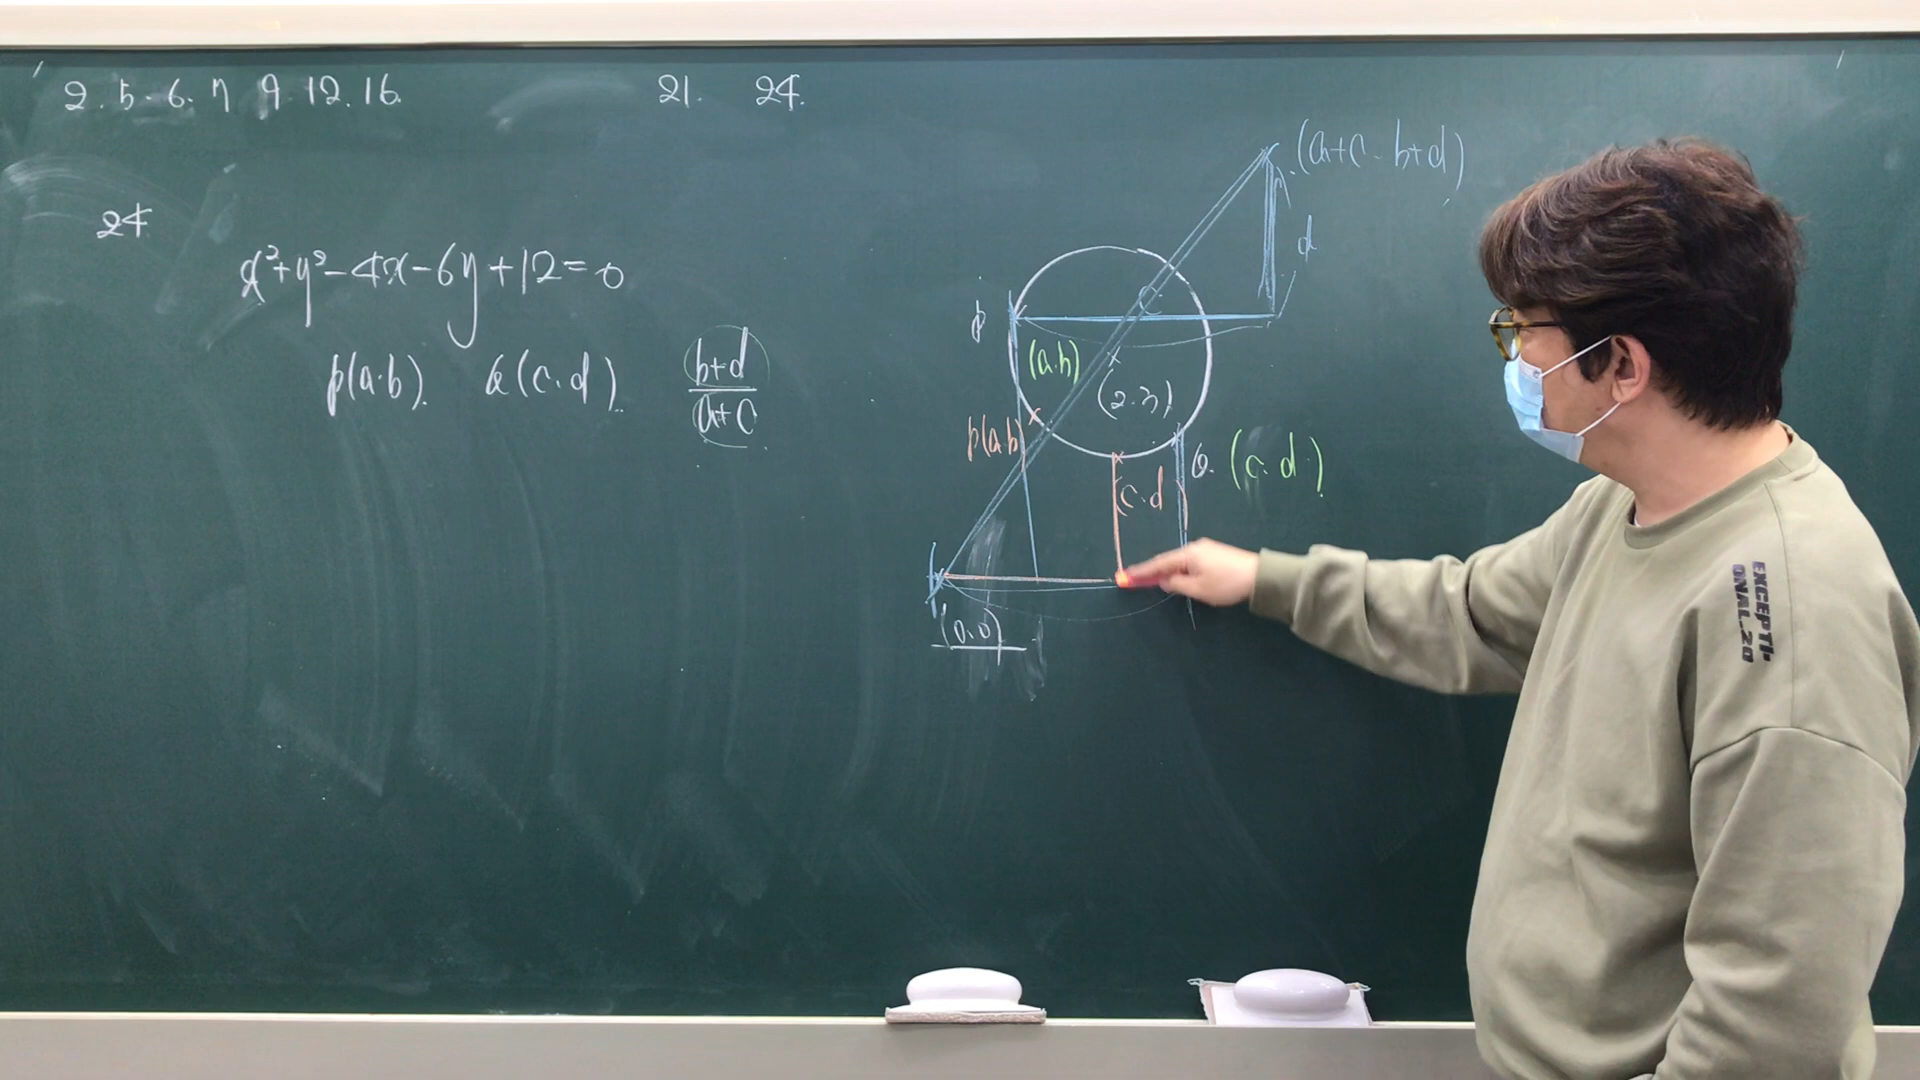 2. 5. 6. 7 9. 12. 16.
21. 24.
24
x²+y²-4x-6y+12=0
P(a.b). Q(c.d).
b+d
a+c
(a+c. b+d)
d
P
(a.b)
(2.3)
P(a.b)
Q. (c.d)
(c.d
(0.0)
EXCEPTI-
ONAL_20